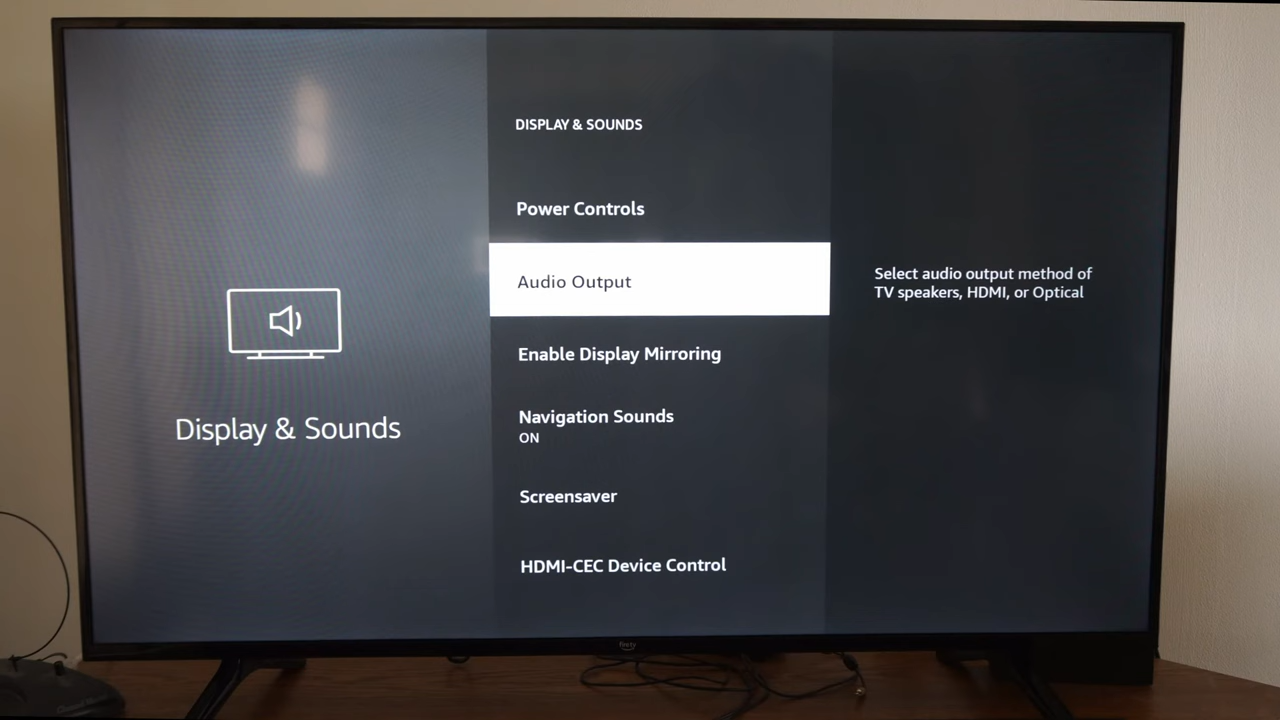 DISPLAY & SOUNDS
Power Controls
Audio Output
Select audio output method of
TV speakers, HDMI, or Optical
Enable Display Mirroring
Navigation Sounds
ON
Screensaver
HDMI-CEC Device Control
Display & Sounds
firetv